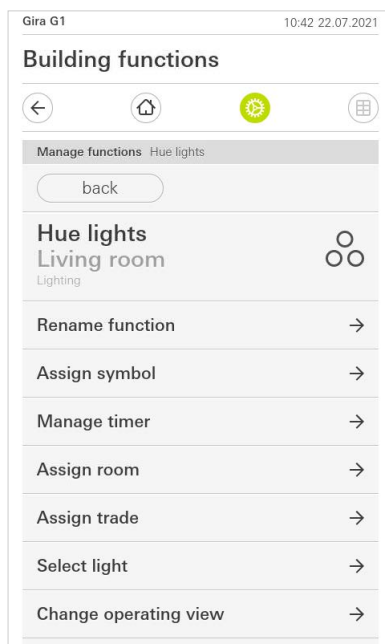 Gira G1 10:42 22.07.2021
Building functions
Manage functions Hue lights
back
Hue lights
Living room
Lighting
Rename function
Assign symbol
Manage timer
Assign room
Assign trade
Select light
Change operating view